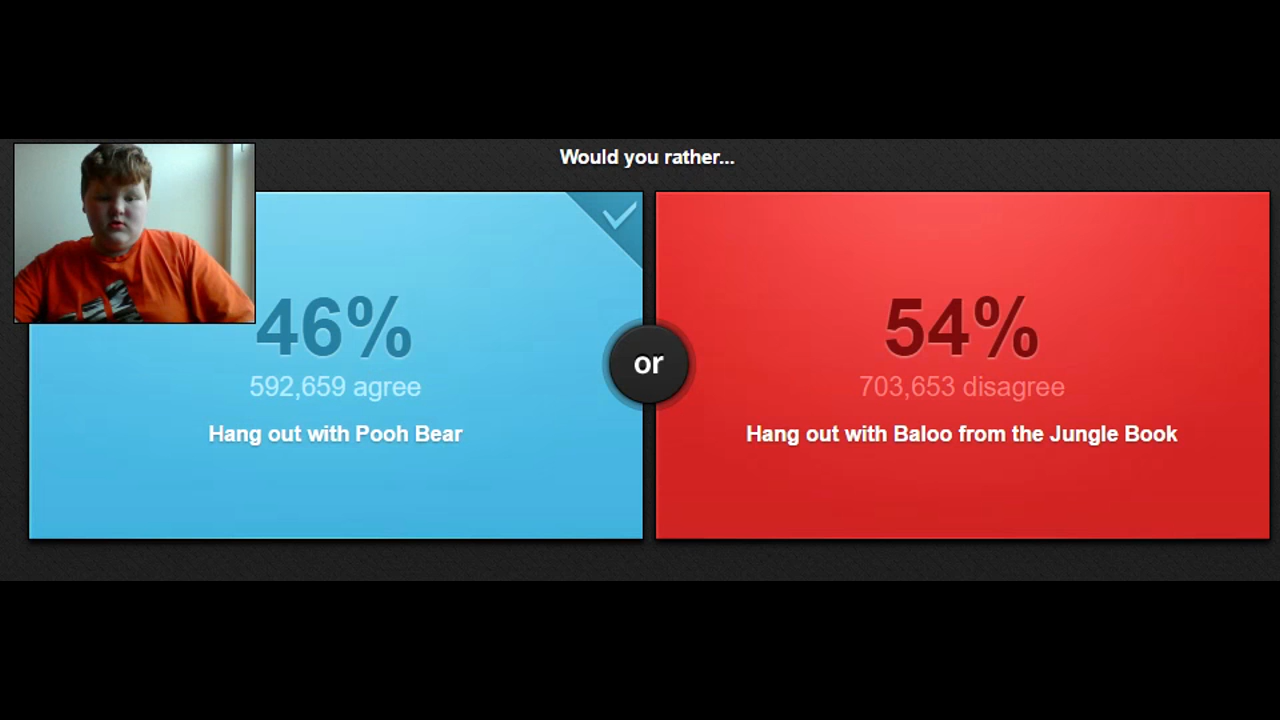 Would you rather...
46%
592,659 agree
Hang out with Pooh Bear
or
54%
703,653 disagree
Hang out with Baloo from the Jungle Book